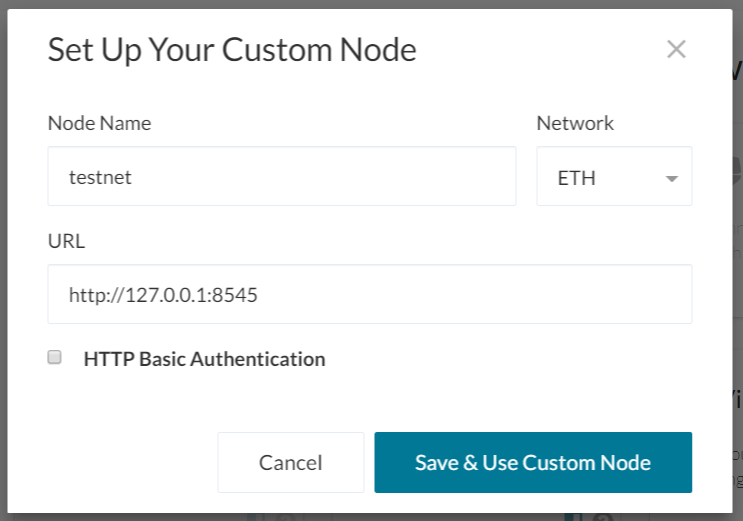 Set Up Your Custom Node
Node Name
Network
testnet
ETH
URL
http://127.0.0.1:8545
HTTP Basic Authentication
Cancel
Save & Use Custom Node